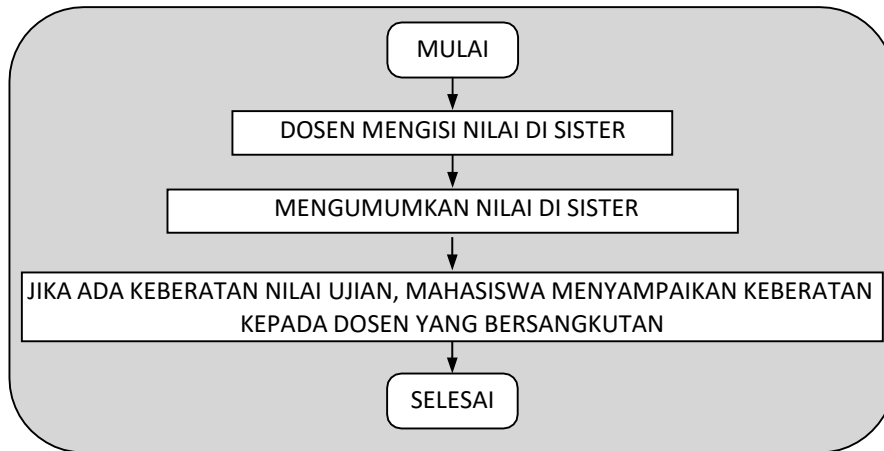 MULAI
DOSEN MENGISI NILAI DI SISTER
MENGUMUMKAN NILAI DI SISTER
JIKA ADA KEBERATAN NILAI UJIAN, MAHASISWA MENYAMPAIKAN KEBERATAN
KEPADA DOSEN YANG BERSANGKUTAN
SELESAI